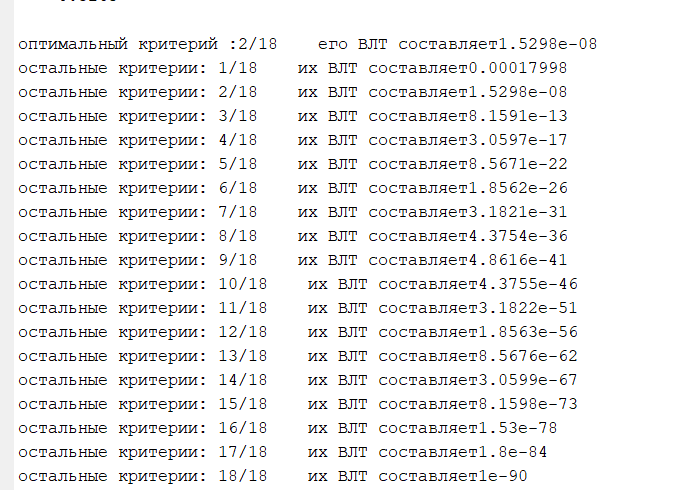 оптимальный критерий :2/18 его ВЛТ составляет1.5298e-08
остальные критерии: 1/18 их ВЛТ составляет0.00017998
остальные критерии: 2/18 их ВЛТ составляет1.5298e-08
остальные критерии: 3/18 их ВЛТ составляет8.1591e-13
остальные критерии: 4/18 их ВЛТ составляет3.0597e-17
остальные критерии: 5/18 их ВЛТ составляет8.5671e-22
остальные критерии: 6/18 их ВЛТ составляет1.8562e-26
остальные критерии: 7/18 их ВЛТ составляет3.1821e-31
остальные критерии: 8/18 их ВЛТ составляет4.3754e-36
остальные критерии: 9/18 их ВЛТ составляет4.8616e-41
остальные критерии: 10/18 их ВЛТ составляет4.3755e-46
остальные критерии: 11/18 их ВЛТ составляет3.1822e-51
остальные критерии: 12/18 их ВЛТ составляет1.8563e-56
остальные критерии: 13/18 их ВЛТ составляет8.5676e-62
остальные критерии: 14/18 их ВЛТ составляет3.0599e-67
остальные критерии: 15/18 их ВЛТ составляет8.1598e-73
остальные критерии: 16/18 их ВЛТ составляет1.53e-78
остальные критерии: 17/18 их ВЛТ составляет1.8e-84
остальные критерии: 18/18 их ВЛТ составляет1e-90